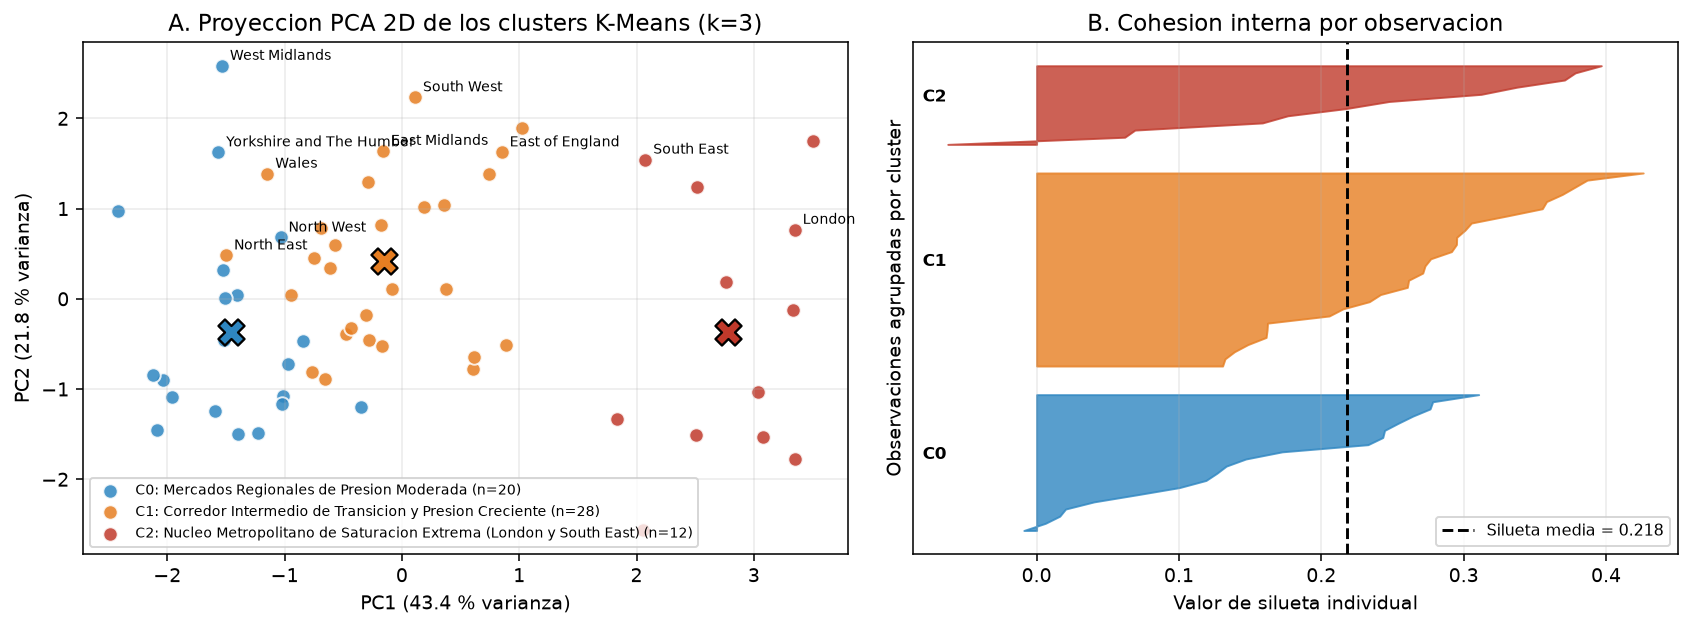 A. Proyeccion PCA 2D de los clusters K-Means (k=3)
West Midlands
South West
Yorkshire and The Humber
East Midlands
East of England
Wales
South East
North West
London
North East
2
1
0
−1
−2
PC2 (21.8 % varianza)
C0: Mercados Regionales de Presion Moderada (n=20)
C1: Corredor Intermedio de Transicion y Presion Creciente (n=28)
C2: Nucleo Metropolitano de Saturacion Extrema (London y South East) (n=12)
−2 −1 0 1 2 3
PC1 (43.4 % varianza)
B. Cohesion interna por observacion
C2
C1
C0
Observaciones agrupadas por cluster
Silueta media = 0.218
0.0 0.1 0.2 0.3 0.4
Valor de silueta individual